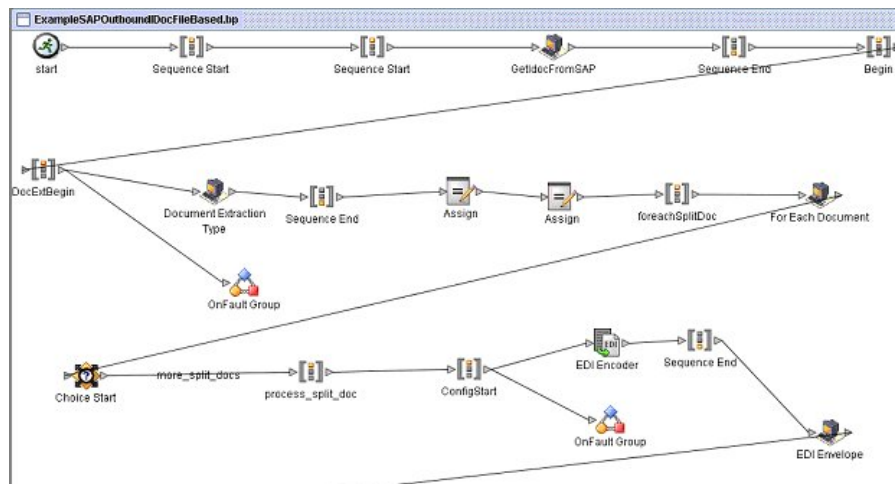 ExampleSAPOutboundIDocFileBased.bp
start
Sequence Start
Sequence Start
GetIdocFromSAP
Sequence End
Begin
DocExtBegin
Document Extraction
Type
Sequence End
Assign
Assign
foreachSplitDoc
For Each Document
OnFault Group
Choice Start
more_split_docs
process_split_doc
ConfigStart
EDI
EDI Encoder
Sequence End
OnFault Group
EDI Envelope